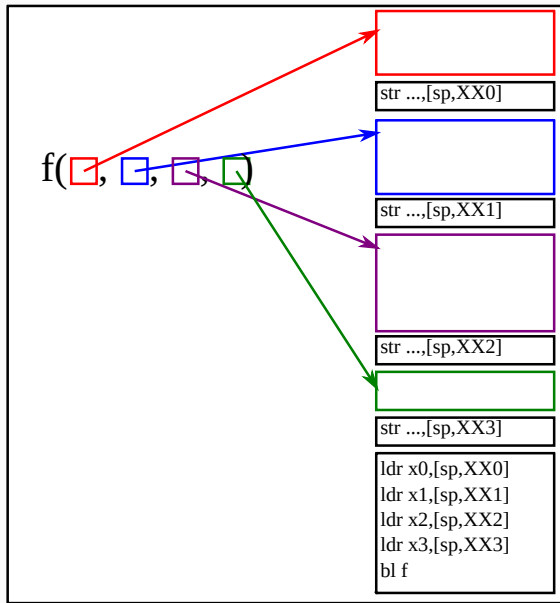 f( , , , )
str ...,[sp,XX0]
str ...,[sp,XX1]
str ...,[sp,XX2]
str ...,[sp,XX3]
ldr x0,[sp,XX0]
ldr x1,[sp,XX1]
ldr x2,[sp,XX2]
ldr x3,[sp,XX3]
bl f